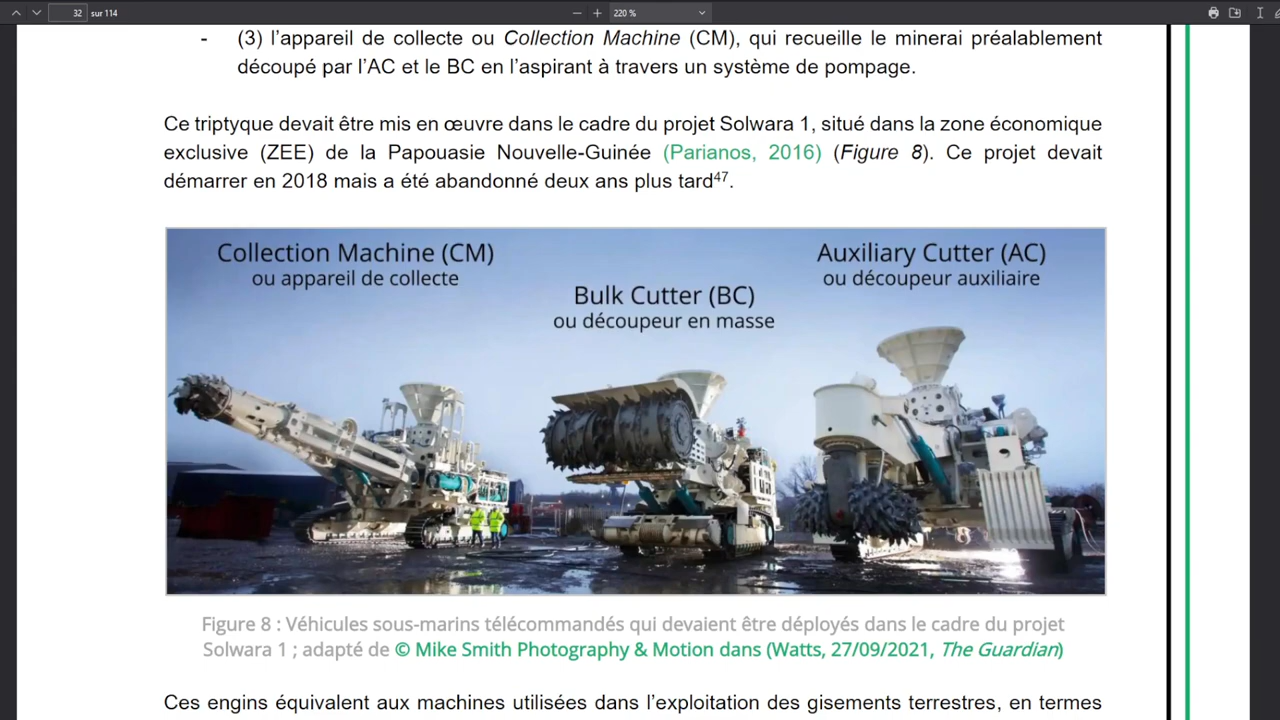 32 sur 114
220 %
- (3) l’appareil de collecte ou Collection Machine (CM), qui recueille le minerai préalablement
découpé par l’AC et le BC en l’aspirant à travers un système de pompage.
Ce triptyque devait être mis en œuvre dans le cadre du projet Solwara 1, situé dans la zone économique
exclusive (ZEE) de la Papouasie Nouvelle-Guinée (Parianos, 2016) (Figure 8). Ce projet devait
démarrer en 2018 mais a été abandonné deux ans plus tard47.
Collection Machine (CM)
ou appareil de collecte
Bulk Cutter (BC)
ou découpeur en masse
Auxiliary Cutter (AC)
ou découpeur auxiliaire
Figure 8 : Véhicules sous-marins télécommandés qui devaient être déployés dans le cadre du projet
Solwara 1 ; adapté de © Mike Smith Photography & Motion dans (Watts, 27/09/2021, The Guardian)
Ces engins équivalent aux machines utilisées dans l’exploitation des gisements terrestres, en termes